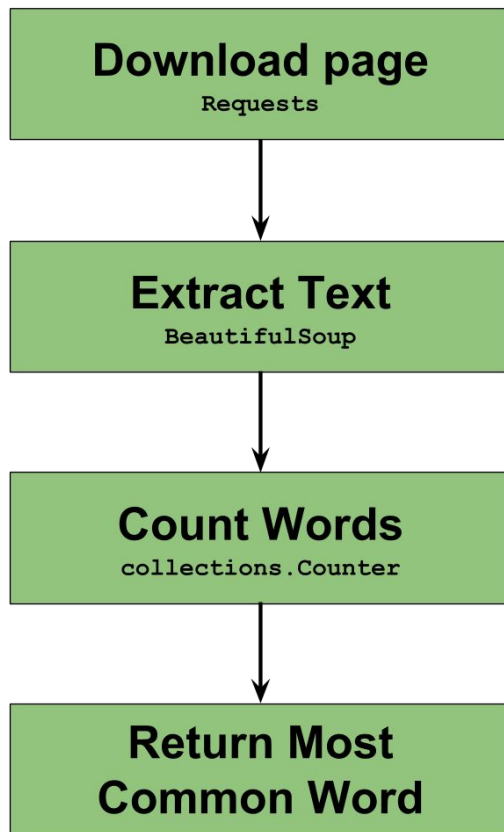 Download page
Requests
Extract Text
BeautifulSoup
Count Words
collections.Counter
Return Most
Common Word